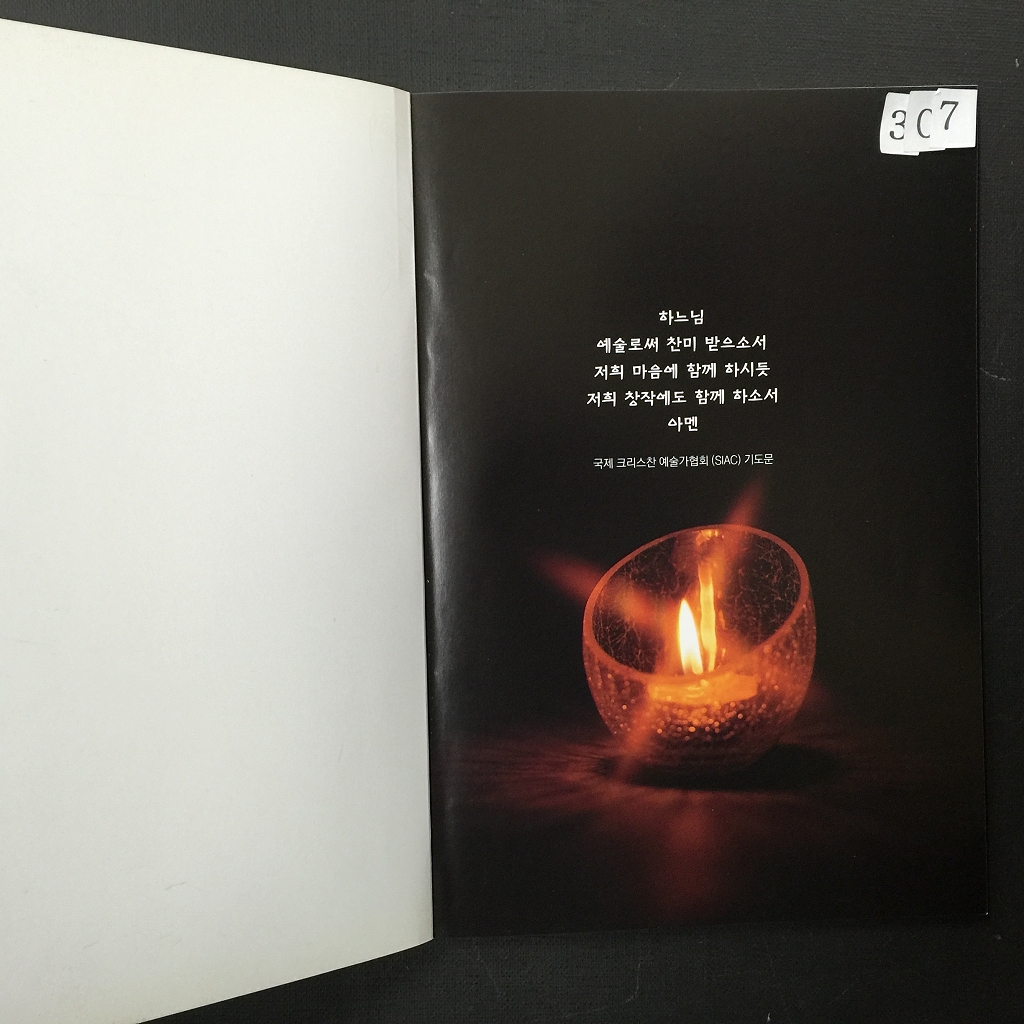 307
하느님
예술로써 찬미 받으소서
저희 마음에 함께 하시듯
저희 창작에도 함께 하소서
아멘
국제 크리스찬 예술가협회 (SIAC) 기도문